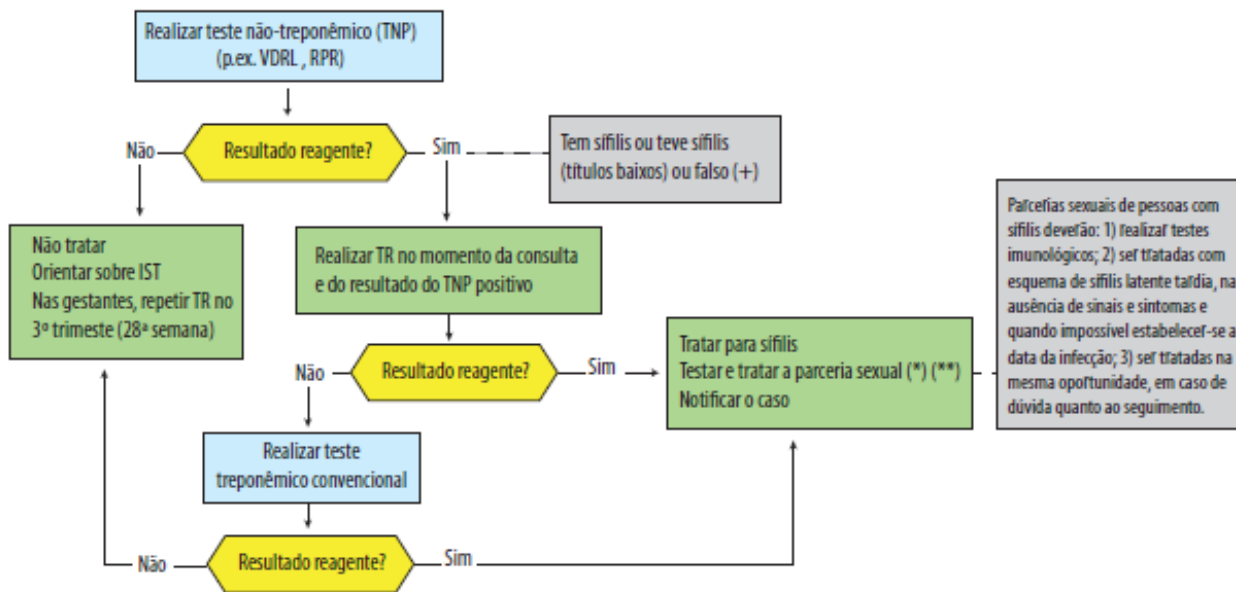 Realizar teste não-treponêmico (TNP)
(p.ex. VDRL , RPR)
Não
Resultado reagente?
Sim
Tem sífilis ou teve sífilis
(títulos baixos) ou falso (+)
Não tratar
Orientar sobre IST
Nas gestantes, repetir TR no
3º trimestre (28ª semana)
Realizar TR no momento da consulta
e do resultado do TNP positivo
Parcerias sexuais de pessoas com
sífilis deverão: 1) realizar testes
imunológicos; 2) ser tratadas com
esquema de sífilis latente tardia, na
ausência de sinais e sintomas e
quando impossível estabelecer-se a
data da infecção; 3) ser tratadas na
mesma oportunidade, em caso de
dúvida quanto ao seguimento.
Não
Resultado reagente?
Sim
Tratar para sífilis
Testar e tratar a parceria sexual (*) (**)
Notificar o caso
Realizar teste
treponêmico convencional
Não
Resultado reagente?
Sim